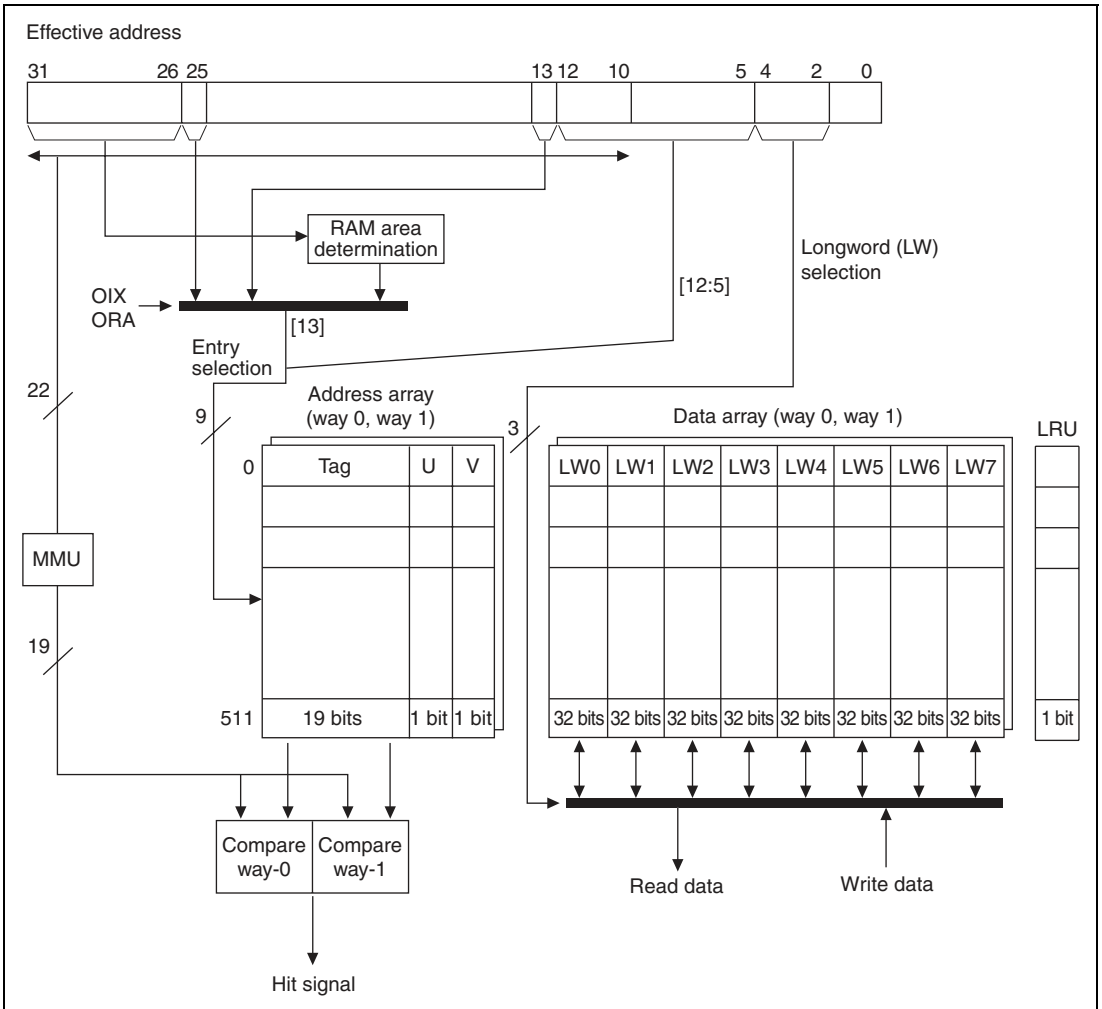 Effective address
31 26 25 13 12 10 5 4 2 0
RAM area
determination
Longword (LW)
selection
OIX
ORA
[12:5]
[13]
Entry
selection
22
9
Address array
(way 0, way 1)
3
Data array (way 0, way 1)
LRU
0 Tag U V
LW0 LW1 LW2 LW3 LW4 LW5 LW6 LW7
MMU
19
511 19 bits 1 bit 1 bit
32 bits 32 bits 32 bits 32 bits 32 bits 32 bits 32 bits 32 bits
1 bit
Compare
way-0
Compare
way-1
Read data
Write data
Hit signal